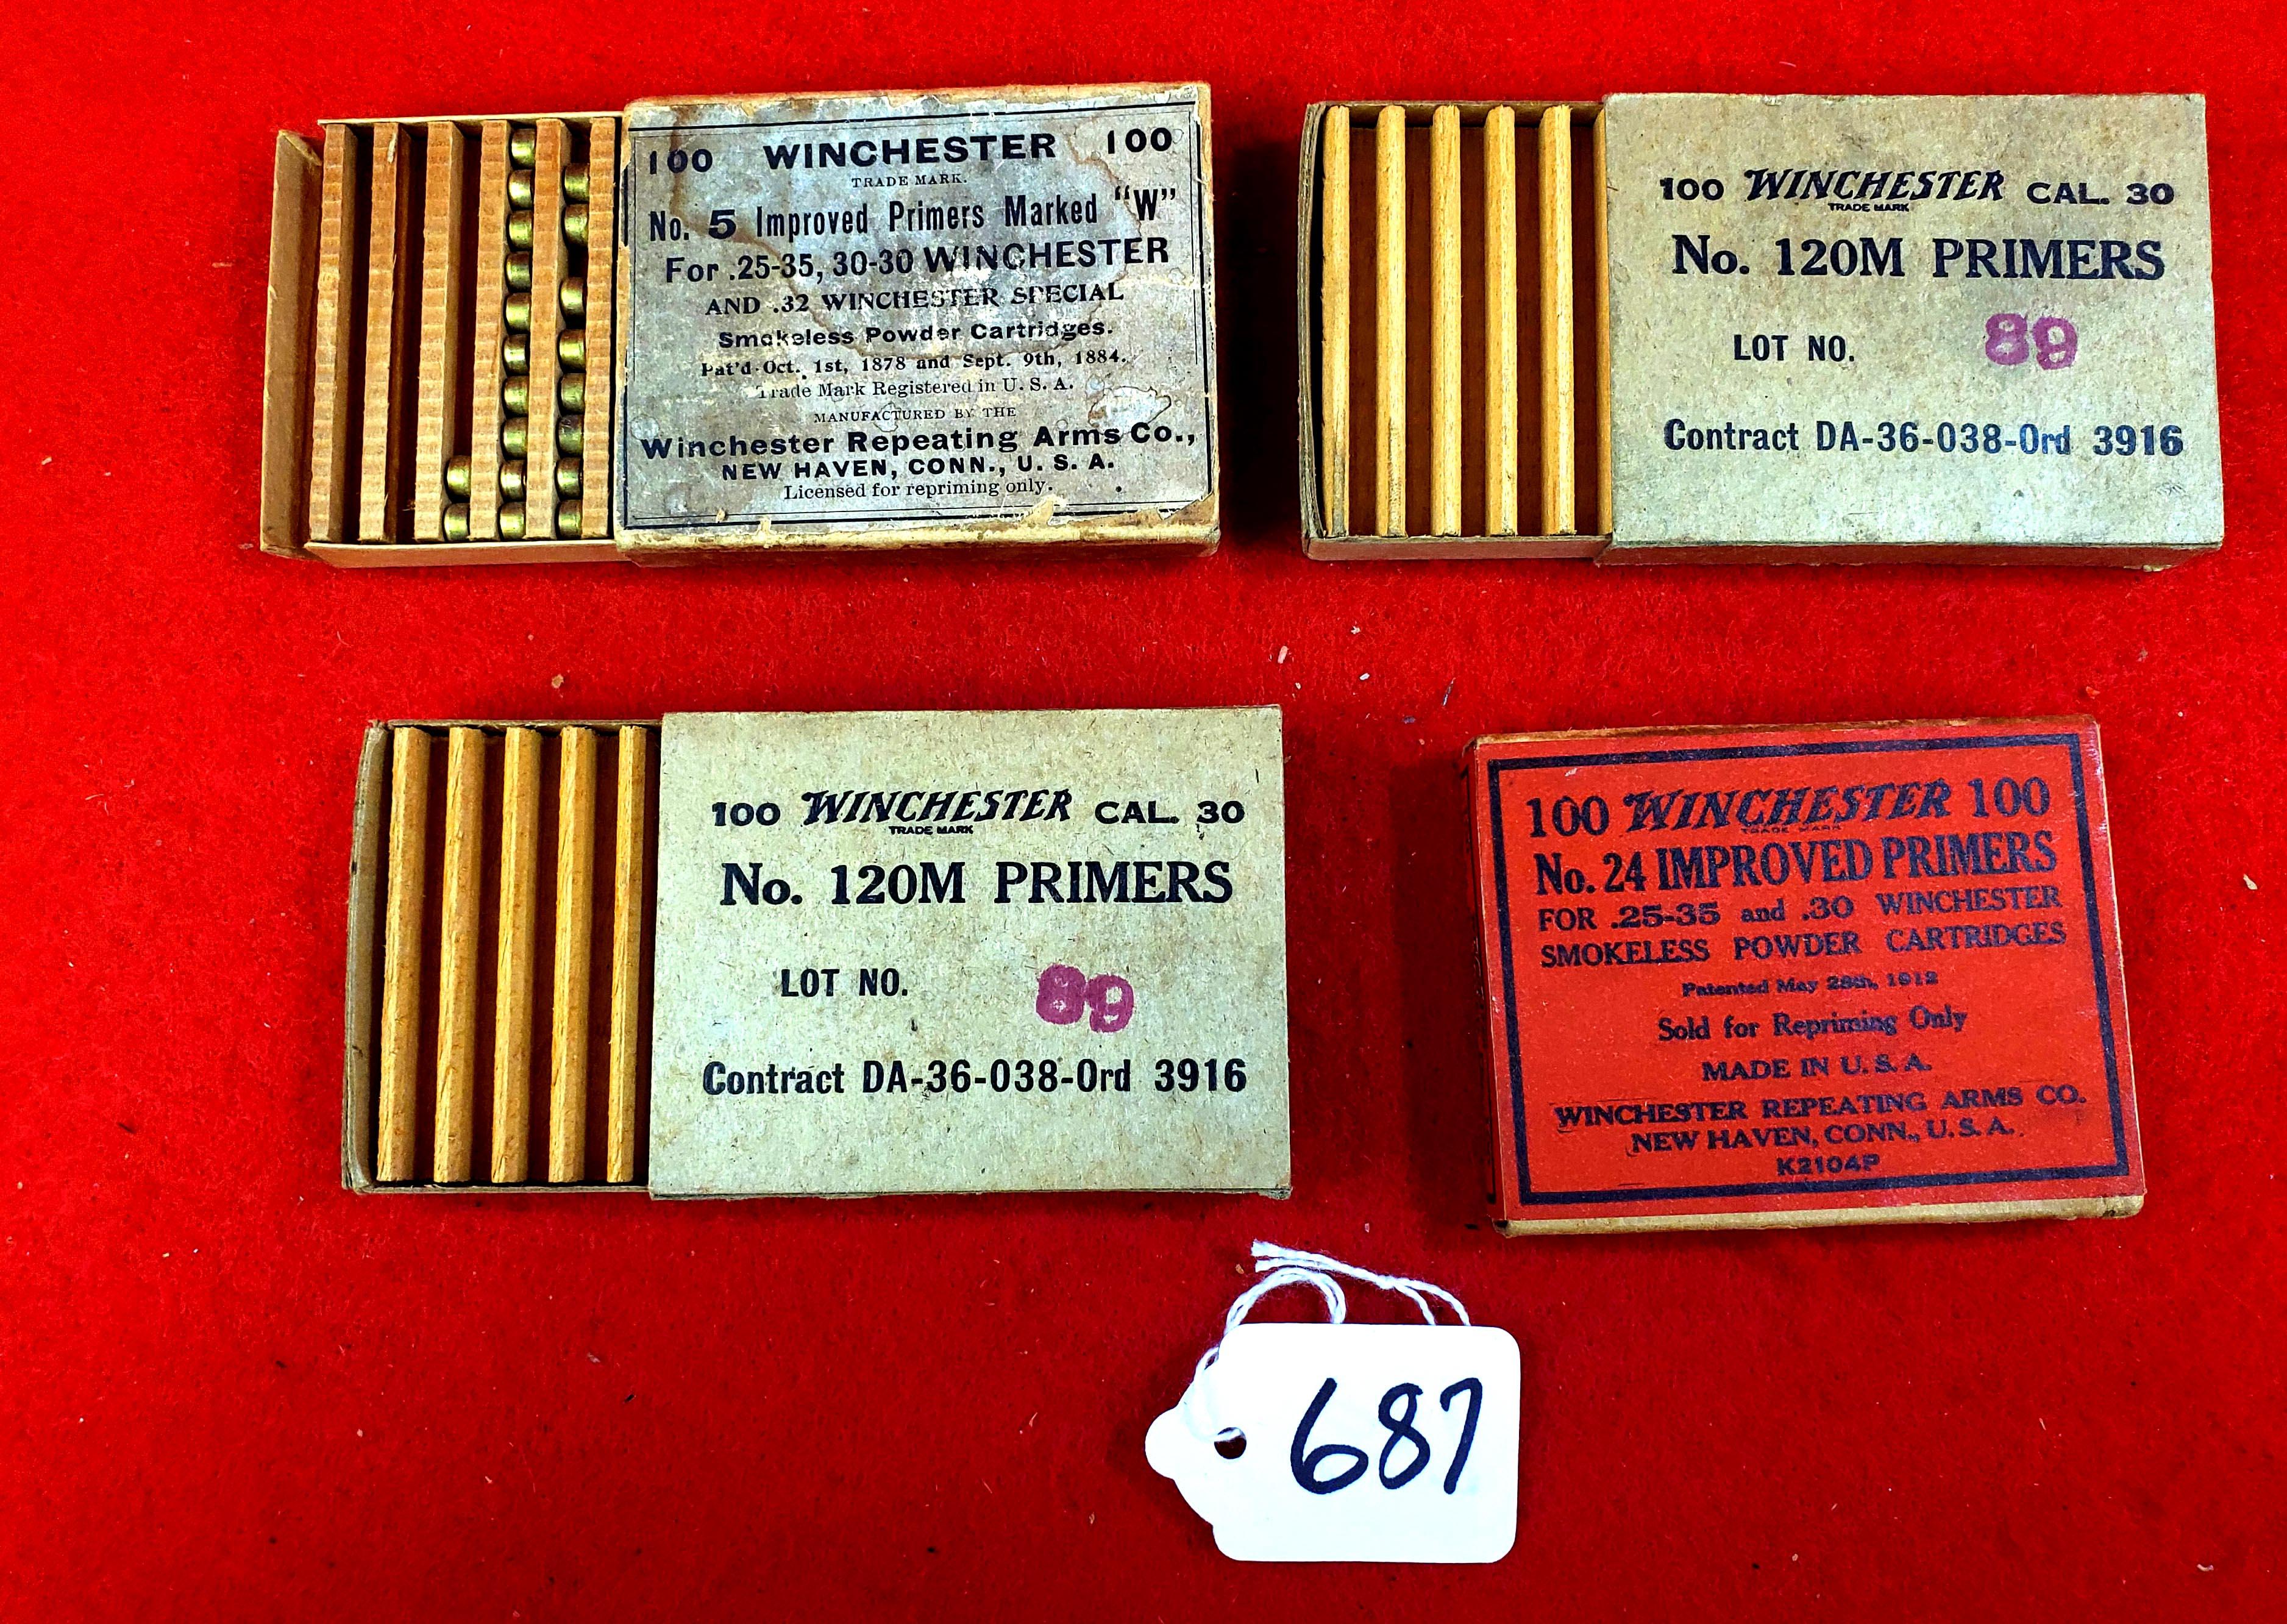 100 WINCHESTER 100
TRADE MARK.
No. 5 Improved Primers Marked "W"
For .25-35, 30-30 WINCHESTER
AND .32 WINCHESTER SPECIAL
Smokeless Powder Cartridges.
Pat'd Oct. 1st, 1878 and Sept. 9th, 1884.
Trade Mark Registered in U. S. A.
MANUFACTURED BY THE
Winchester Repeating Arms Co.,
NEW HAVEN, CONN., U. S. A.
Licensed for repriming only.
100 WINCHESTER CAL. 30
TRADE MARK
No. 120M PRIMERS
LOT NO. 89
Contract DA-36-038-Ord 3916
100 WINCHESTER CAL. 30
TRADE MARK
No. 120M PRIMERS
LOT NO. 89
Contract DA-36-038-Ord 3916
100 WINCHESTER 100
TRADE MARK
No. 24 IMPROVED PRIMERS
FOR .25-35 and .30 WINCHESTER
SMOKELESS POWDER CARTRIDGES
Patented May 28th, 1912
Sold for Repriming Only
MADE IN U. S. A.
WINCHESTER REPEATING ARMS CO.
NEW HAVEN, CONN., U. S. A.
K2104P
687